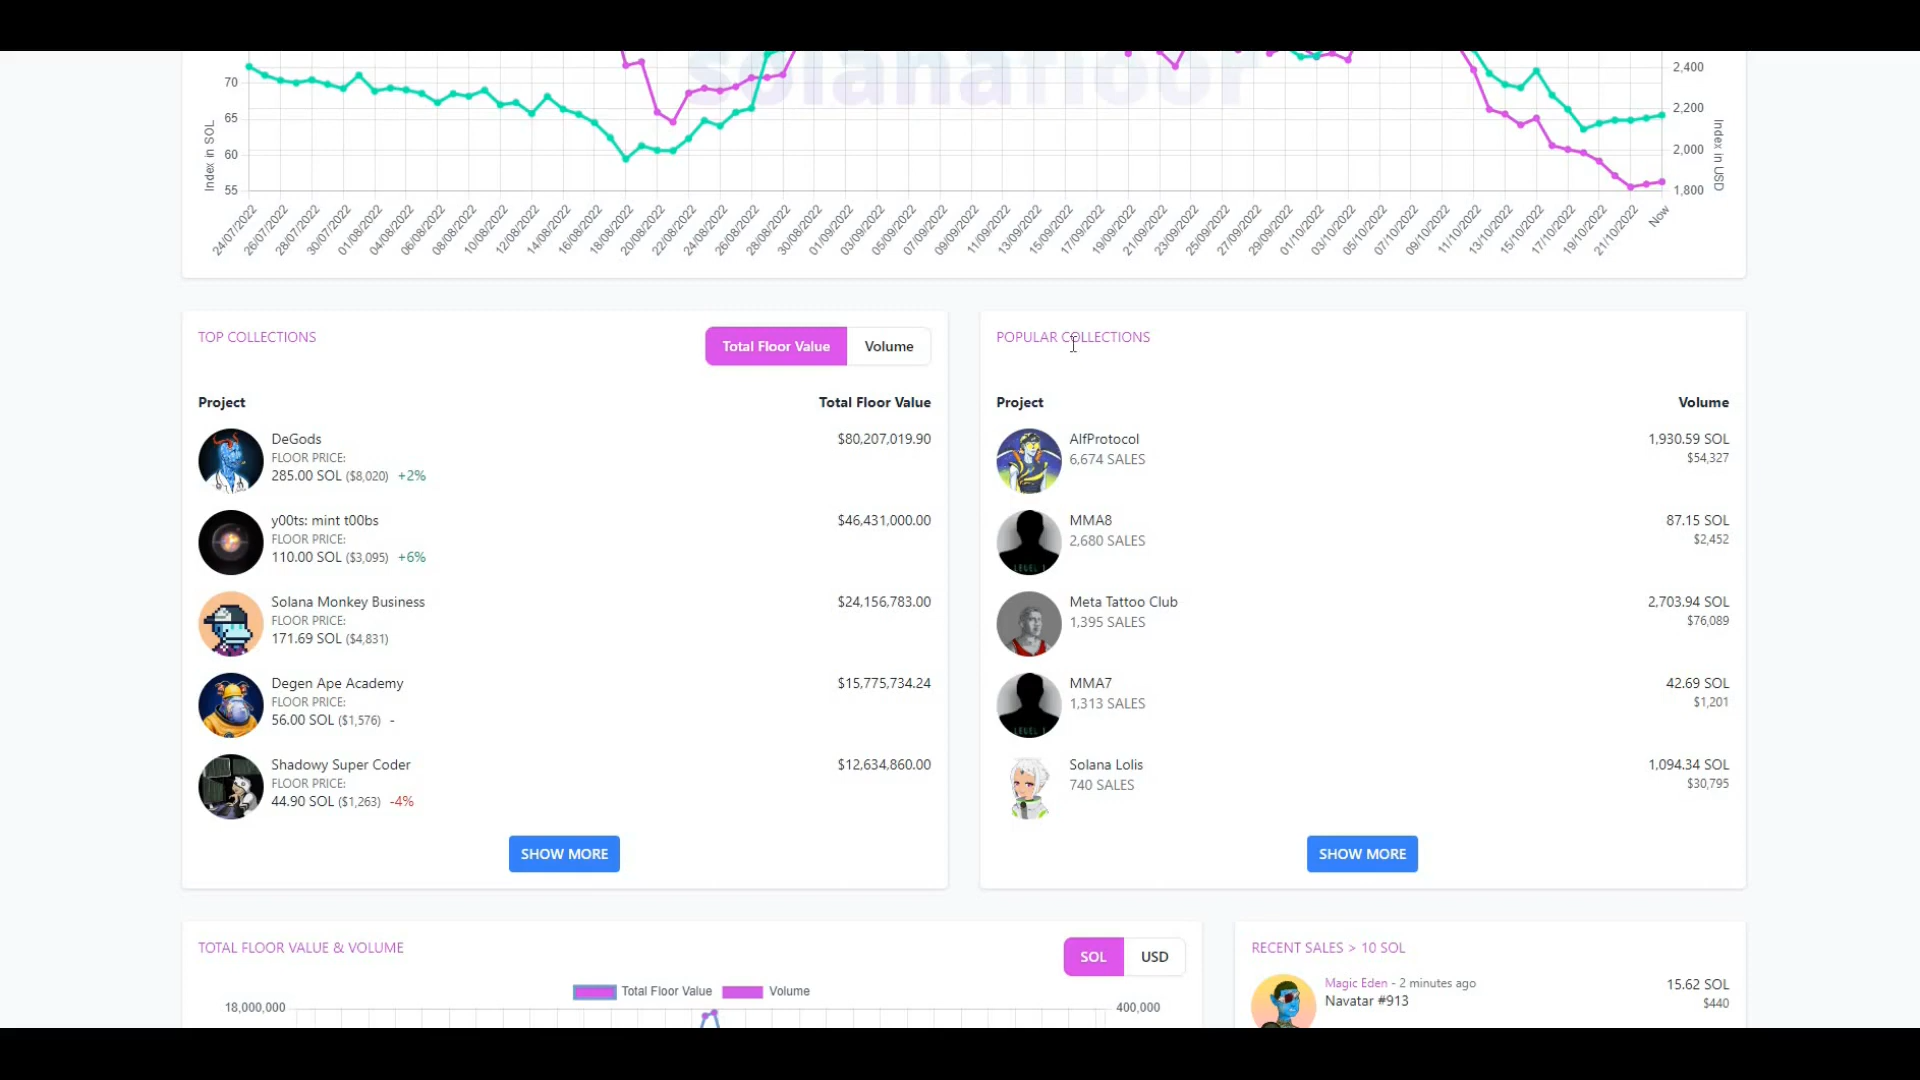 solanafloor
70
65
60
55
Index in SOL
2,400
2,200
2,000
1,800
Index in USD
24/07/2022
26/07/2022
28/07/2022
30/07/2022
01/08/2022
04/08/2022
06/08/2022
08/08/2022
10/08/2022
12/08/2022
14/08/2022
16/08/2022
18/08/2022
20/08/2022
22/08/2022
24/08/2022
26/08/2022
28/08/2022
30/08/2022
01/09/2022
03/09/2022
05/09/2022
07/09/2022
09/09/2022
11/09/2022
13/09/2022
15/09/2022
17/09/2022
19/09/2022
21/09/2022
23/09/2022
25/09/2022
27/09/2022
29/09/2022
01/10/2022
03/10/2022
05/10/2022
07/10/2022
09/10/2022
11/10/2022
13/10/2022
15/10/2022
17/10/2022
19/10/2022
21/10/2022
Now
TOP COLLECTIONS
Total Floor Value Volume
Project Total Floor Value
DeGods $80,207,019.90
FLOOR PRICE:
285.00 SOL ($8,020) +2%
y00ts: mint t00bs $46,431,000.00
FLOOR PRICE:
110.00 SOL ($3,095) +6%
Solana Monkey Business $24,156,783.00
FLOOR PRICE:
171.69 SOL ($4,831)
Degen Ape Academy $15,775,734.24
FLOOR PRICE:
56.00 SOL ($1,576) -
Shadowy Super Coder $12,634,860.00
FLOOR PRICE:
44.90 SOL ($1,263) -4%
SHOW MORE
POPULAR COLLECTIONS
Project Volume
AlfProtocol 1,930.59 SOL
6,674 SALES $54,327
MMA8 87.15 SOL
2,680 SALES $2,452
LEVEL 1
Meta Tattoo Club 2,703.94 SOL
1,395 SALES $76,089
MMA7 42.69 SOL
1,313 SALES $1,201
LEVEL 1
Solana Lolis 1,094.34 SOL
740 SALES $30,795
SHOW MORE
TOTAL FLOOR VALUE & VOLUME
SOL USD
Total Floor Value Volume
18,000,000 400,000
RECENT SALES > 10 SOL
Magic Eden - 2 minutes ago 15.62 SOL
Navatar #913 $440